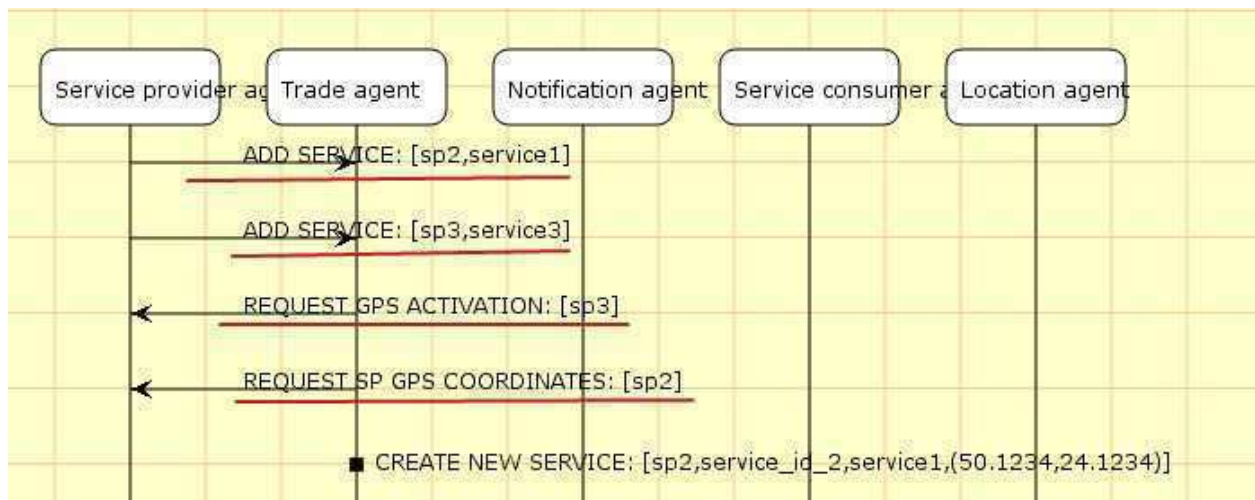 Service provider ag
Trade agent
Notification agent
Service consumer a
Location agent
ADD SERVICE: [sp2,service1]
ADD SERVICE: [sp3,service3]
REQUEST GPS ACTIVATION: [sp3]
REQUEST SP GPS COORDINATES: [sp2]
CREATE NEW SERVICE: [sp2,service_id_2,service1,(50.1234,24.1234)]